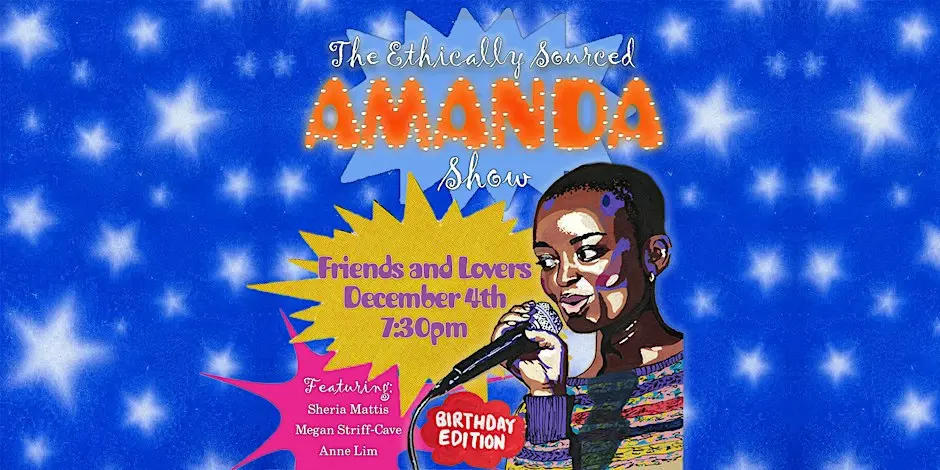 The Ethically Sourced
AMANDA
Show
Friends and Lovers
December 4th
7:30pm
Featuring:
Sheria Mattis
Megan Striff-Cave
Anne Lim
BIRTHDAY
EDITION